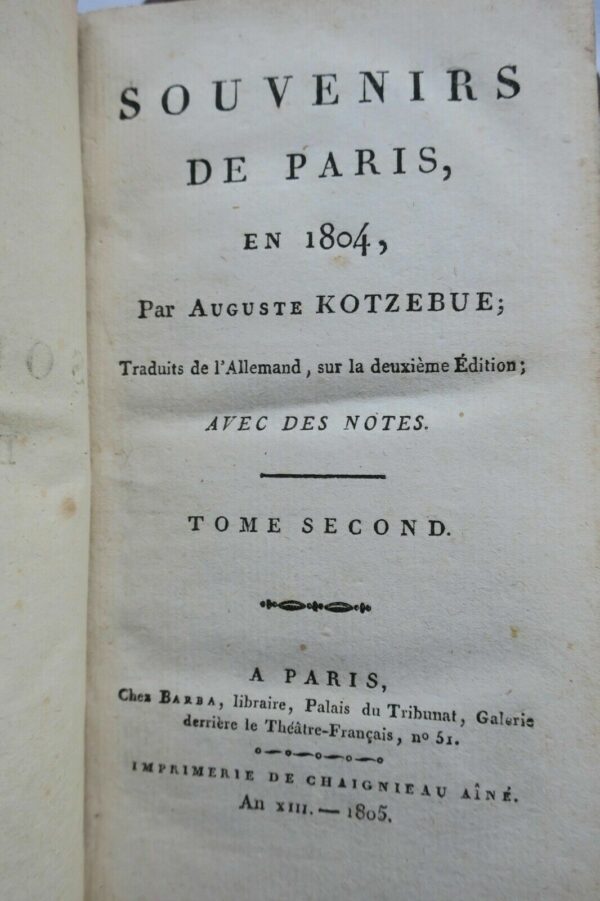 SOUVENIRS
DE PARIS,
EN 1804,
Par AUGUSTE KOTZEBUE;
Traduits de l'Allemand, sur la deuxième Édition;
AVEC DES NOTES.
TOME SECOND.
A PARIS,
Chez BARBA, libraire, Palais du Tribunat, Galerie
derrière le Théâtre-Français, nº 51.
IMPRIMERIE DE CHAIGNIEAU AÎNÉ.
An XIII. — 1805.